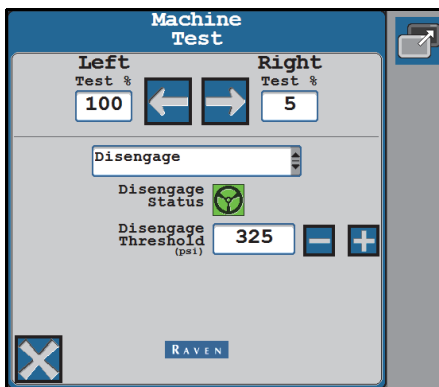 Machine
Test
Left Right
Test % Test %
100 5
Disengage
Disengage
Status
Disengage
Threshold 325
(psi)
RAVEN